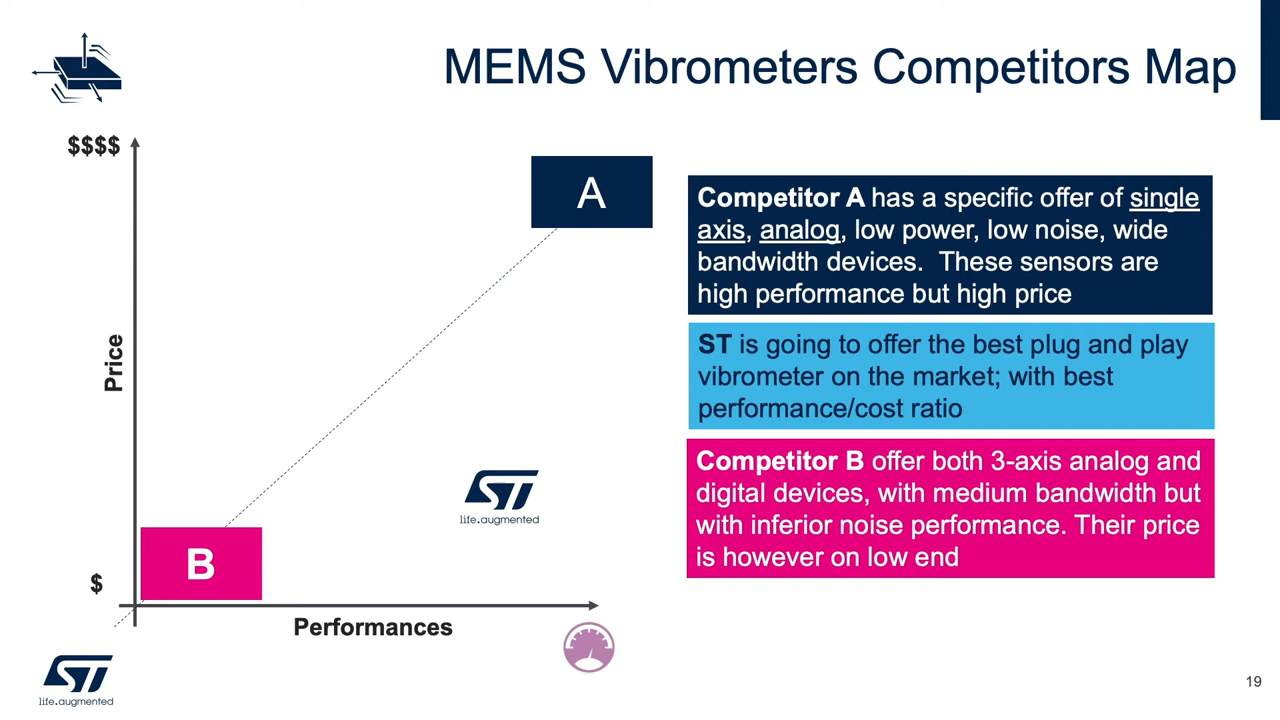 MEMS Vibrometers Competitors Map
$$$$
Price
$
A
B
ST
life.augmented
Performances
Competitor A has a specific offer of single
axis, analog, low power, low noise, wide
bandwidth devices. These sensors are
high performance but high price
ST is going to offer the best plug and play
vibrometer on the market; with best
performance/cost ratio
Competitor B offer both 3-axis analog and
digital devices, with medium bandwidth but
with inferior noise performance. Their price
is however on low end
ST
life.augmented
19